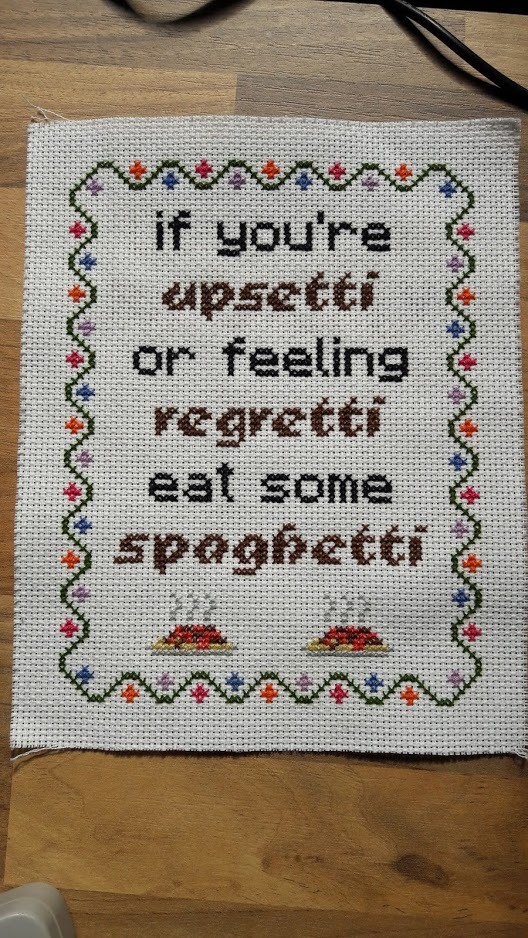 if you're
upsetti
or feeling
regretti
eat some
spaghetti